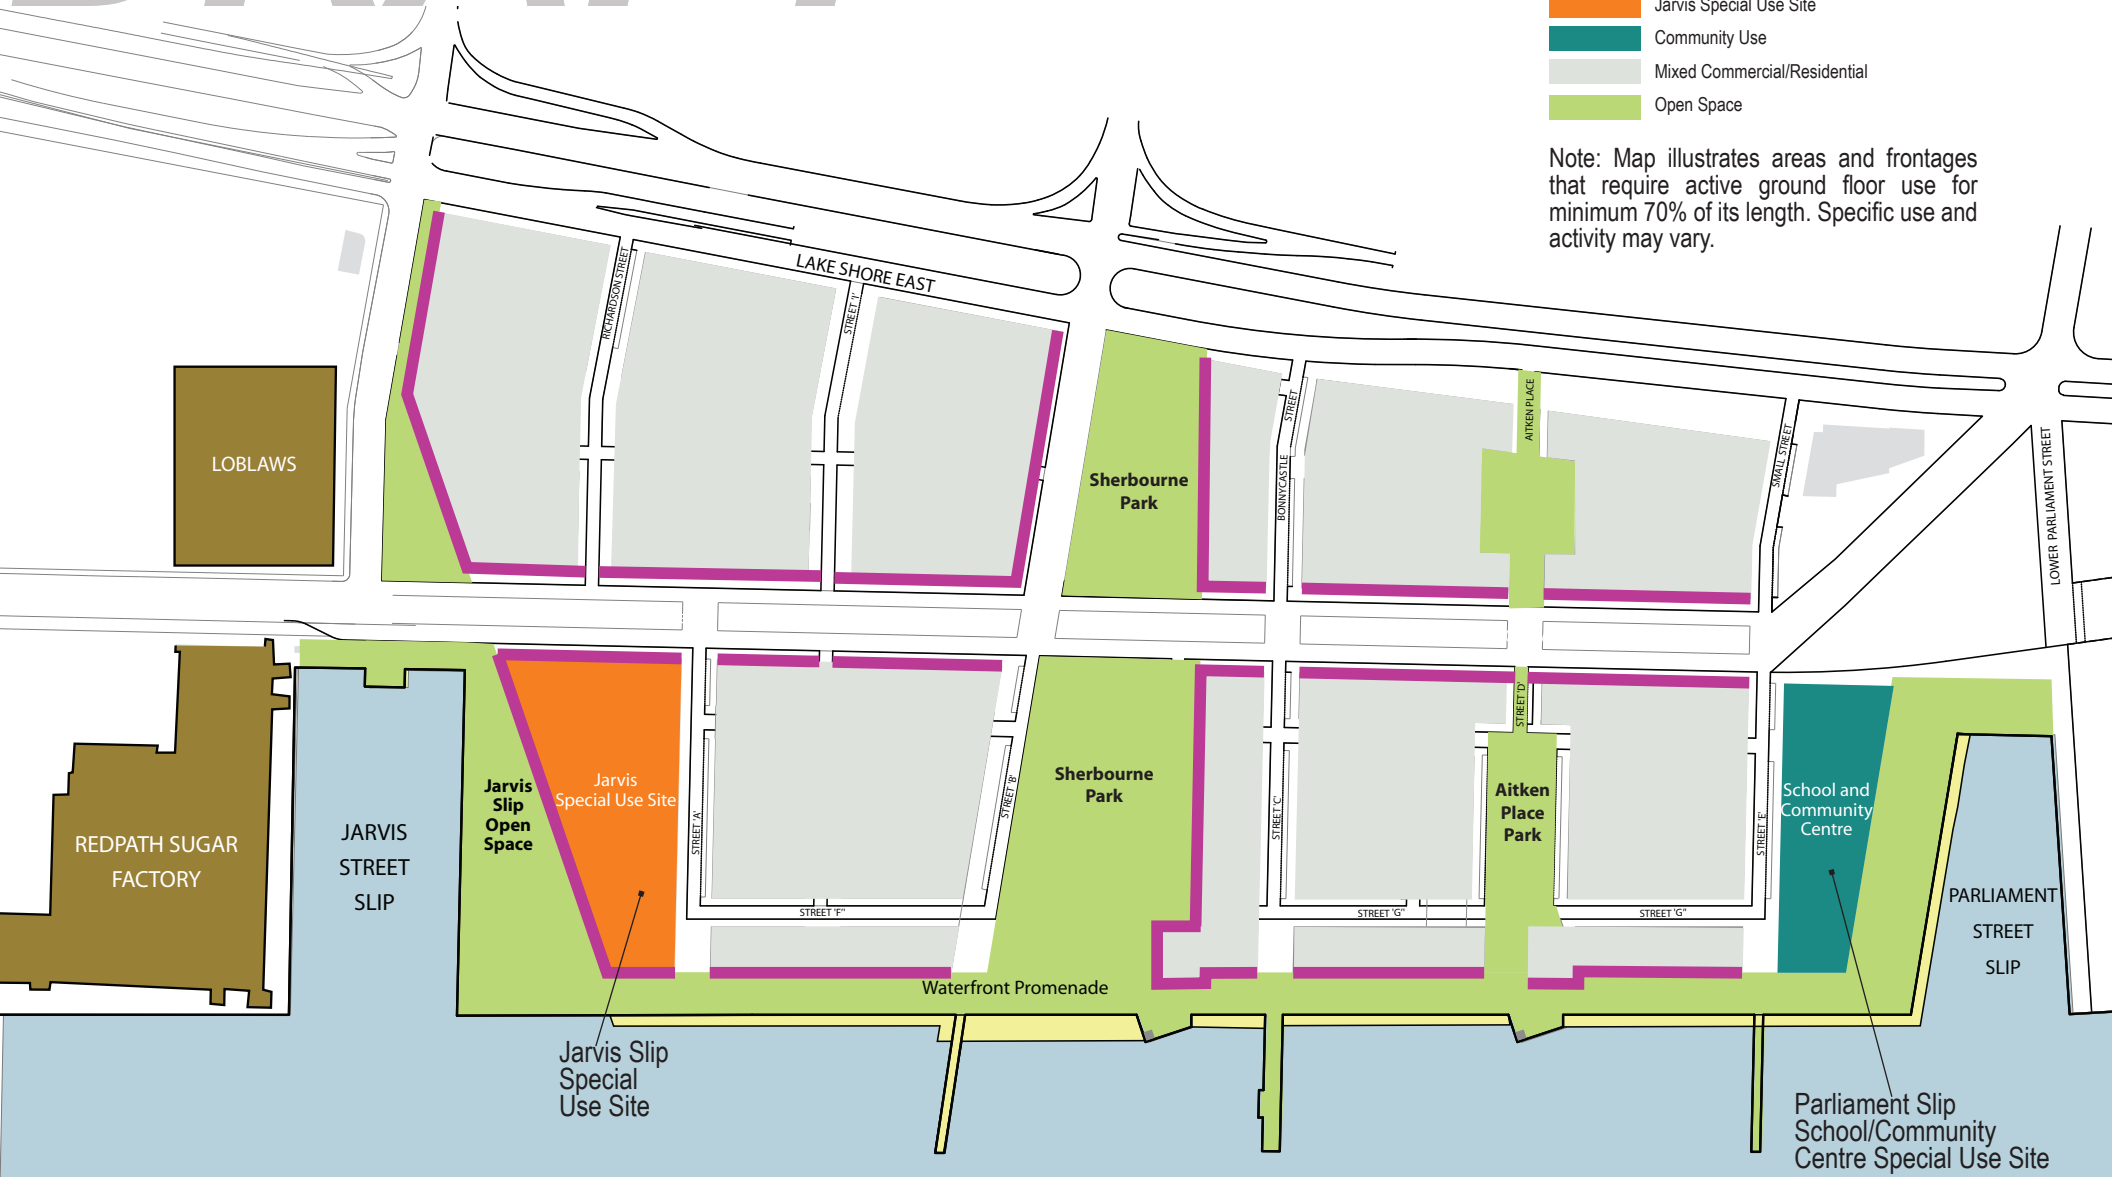 DRAFT
Jarvis Special Use Site
Community Use
Mixed Commercial/Residential
Open Space
Note: Map illustrates areas and frontages
that require active ground floor use for
minimum 70% of its length. Specific use and
activity may vary.
LAKE SHORE EAST
RICHARDSON STREET
STREET 'I'
AITKEN PLACE
BONNYCASTLE STREET
SMALL STREET
LOWER PARLIAMENT STREET
LOBLAWS
Sherbourne
Park
REDPATH SUGAR
FACTORY
JARVIS
STREET
SLIP
Jarvis
Slip
Open
Space
Jarvis
Special Use Site
STREET 'A'
STREET 'B'
Sherbourne
Park
STREET 'C'
STREET 'D'
Aitken
Place
Park
STREET 'E'
School and
Community
Centre
PARLIAMENT
STREET
SLIP
STREET 'F"
STREET 'G"
STREET 'G"
Waterfront Promenade
Jarvis Slip
Special
Use Site
Parliament Slip
School/Community
Centre Special Use Site